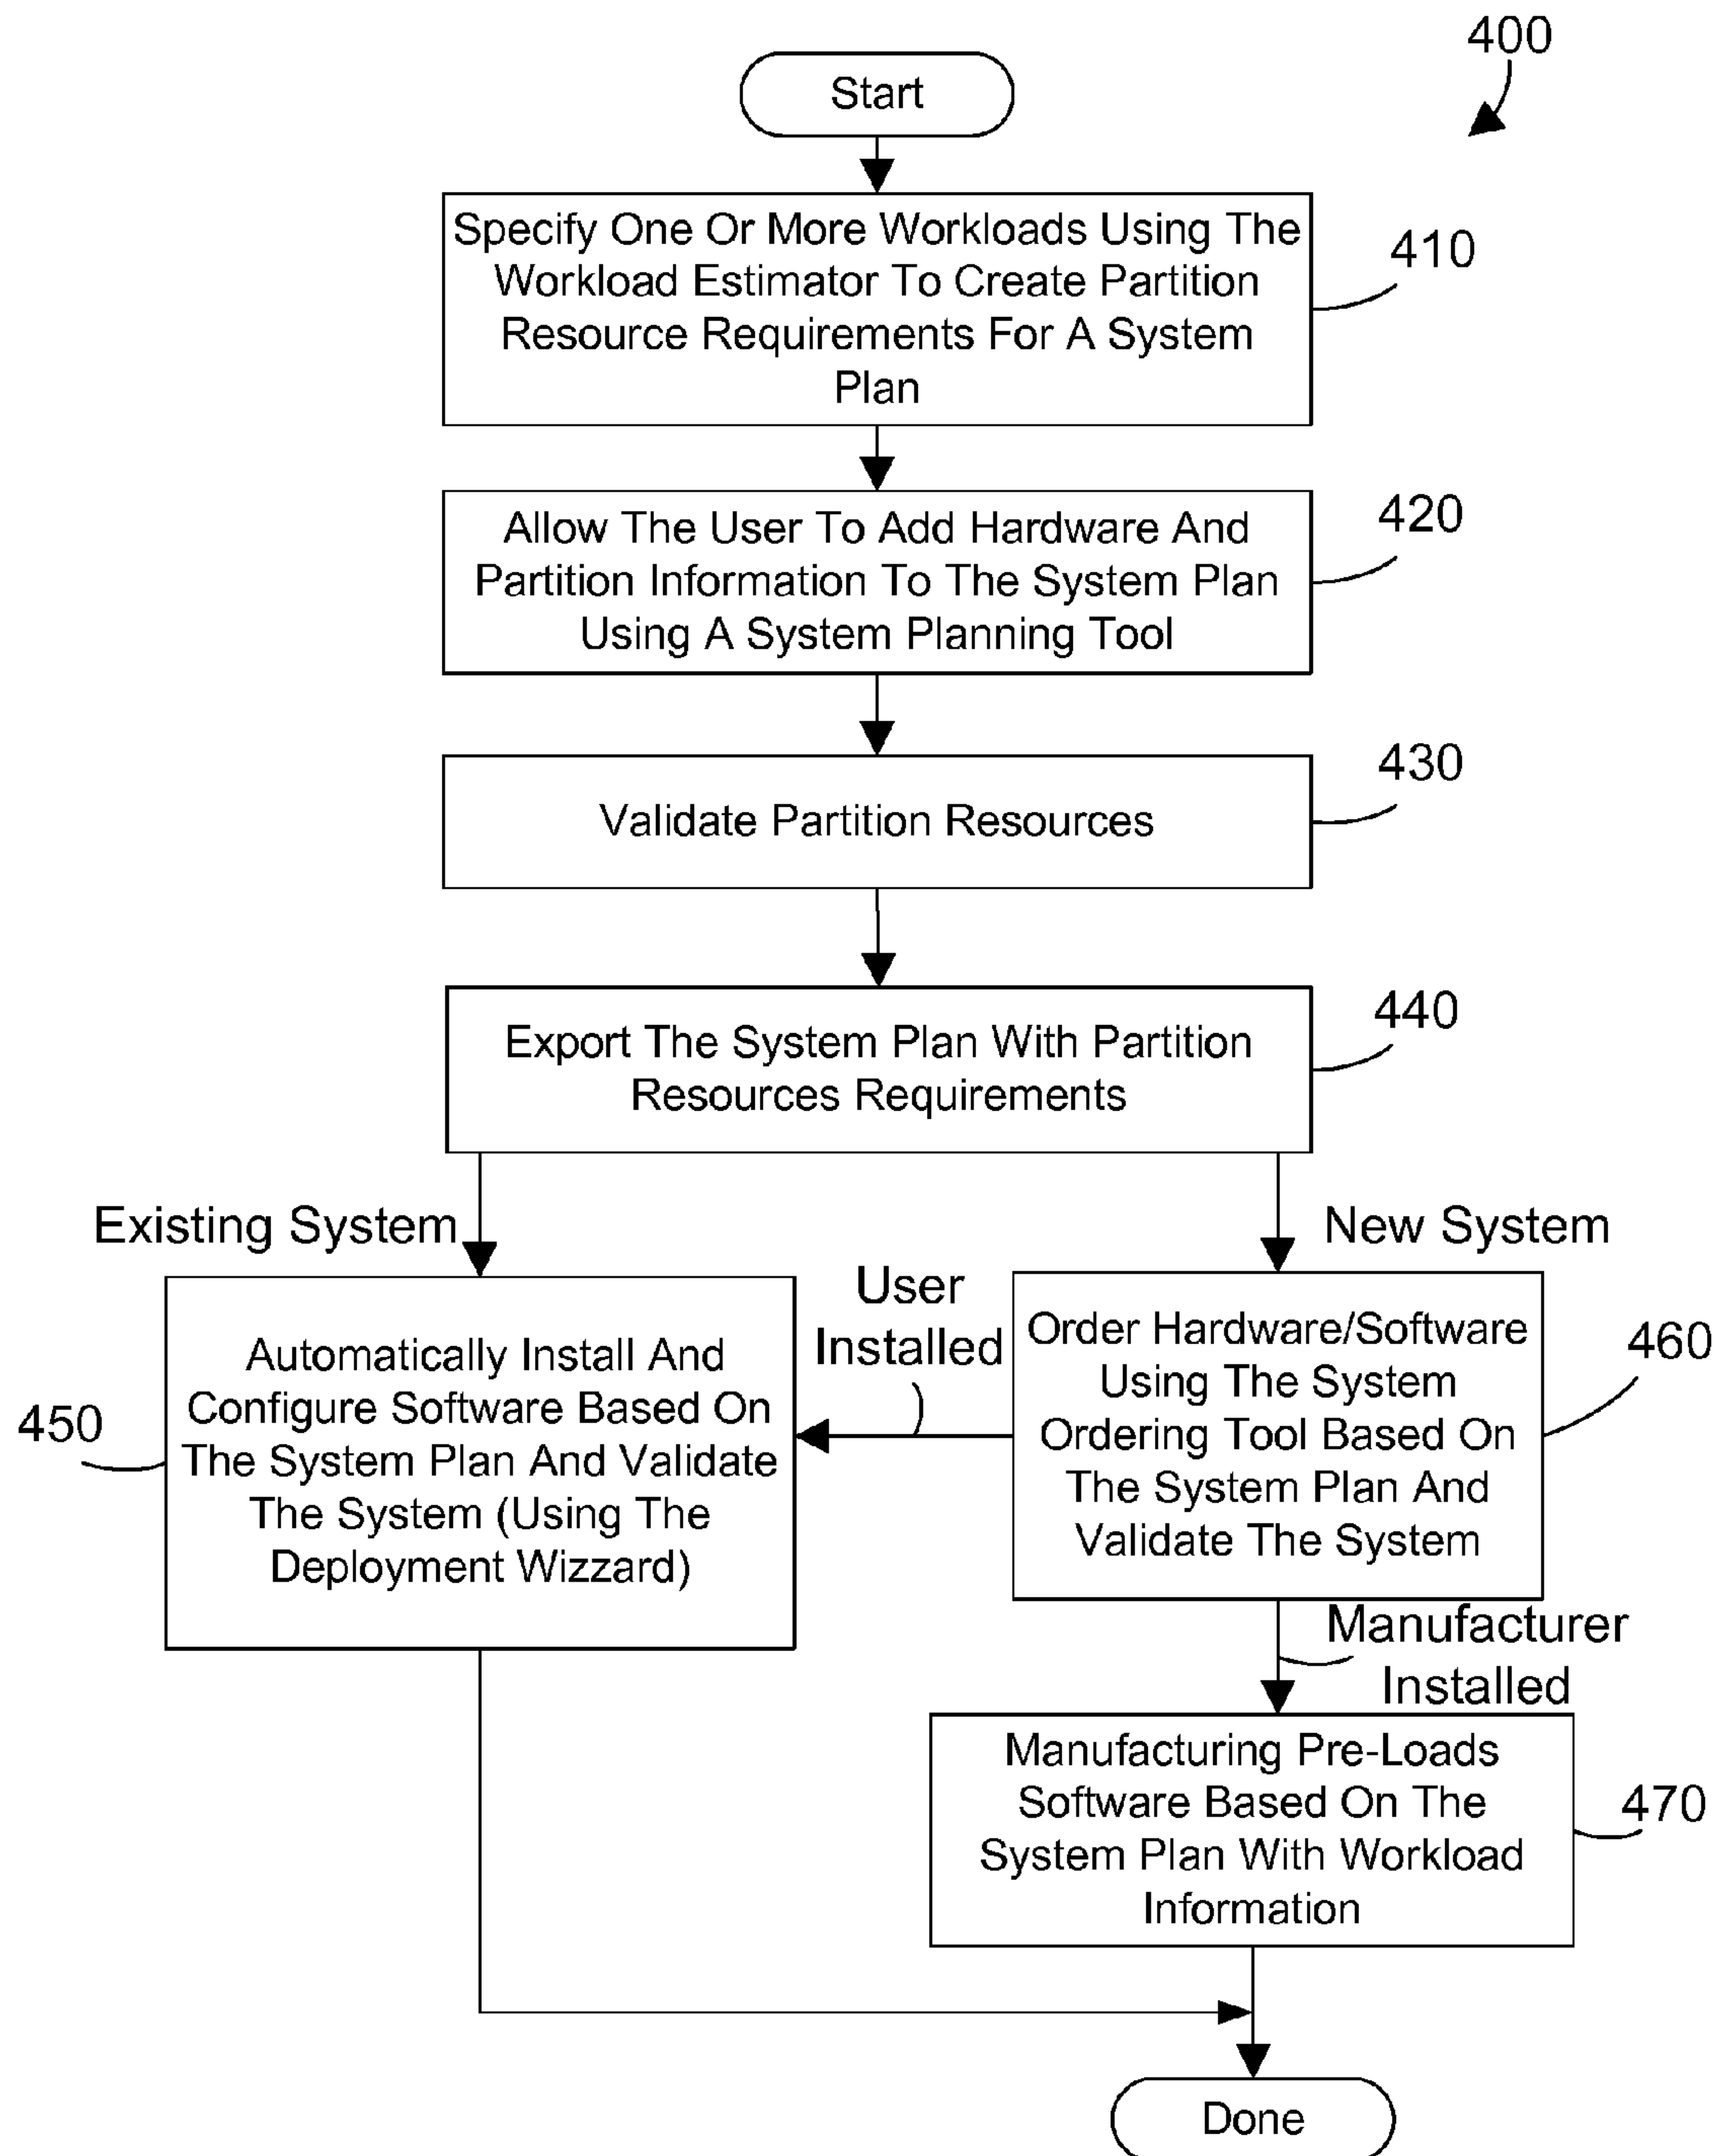 400
Start
Specify One Or More Workloads Using The
Workload Estimator To Create Partition
Resource Requirements For A System
Plan
410
Allow The User To Add Hardware And
Partition Information To The System Plan
Using A System Planning Tool
420
Validate Partition Resources
430
Export The System Plan With Partition
Resources Requirements
440
Existing System
New System
User
Installed
Automatically Install And
Configure Software Based On
The System Plan And Validate
The System (Using The
Deployment Wizzard)
450
Order Hardware/Software
Using The System
Ordering Tool Based On
The System Plan And
Validate The System
460
Manufacturer
Installed
Manufacturing Pre-Loads
Software Based On The
System Plan With Workload
Information
470
Done